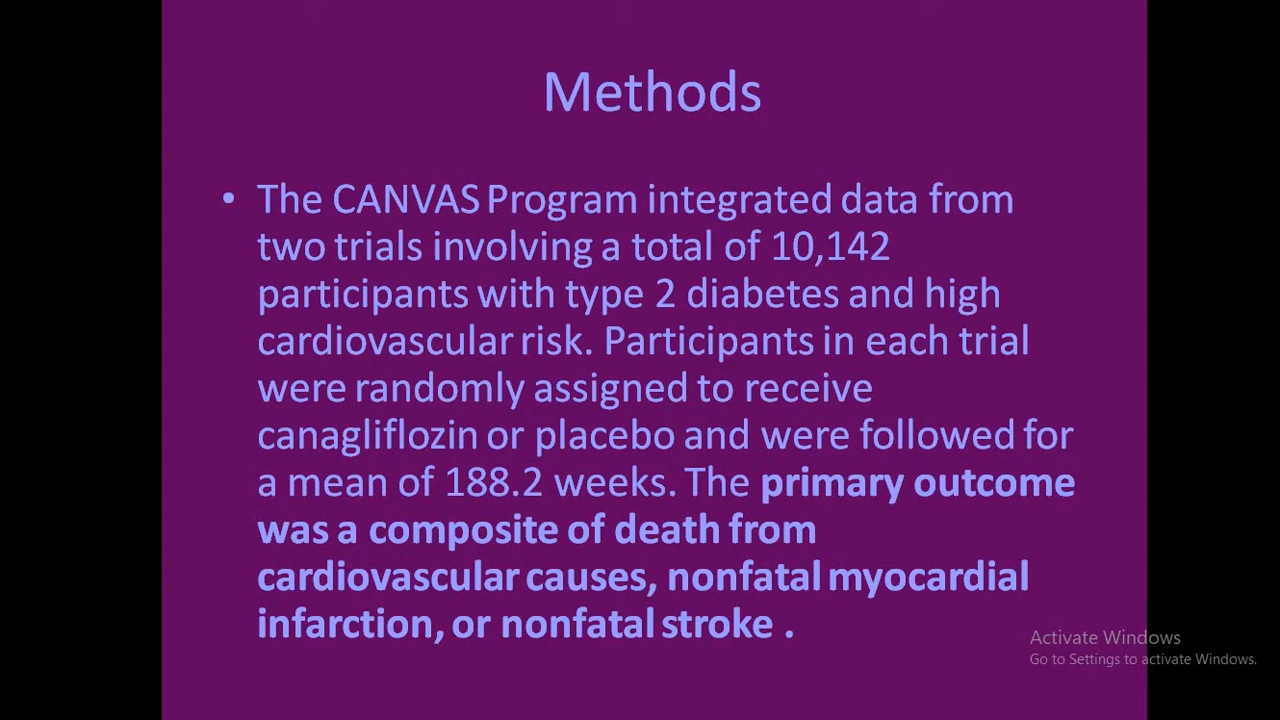 Methods
• The CANVAS Program integrated data from
two trials involving a total of 10,142
participants with type 2 diabetes and high
cardiovascular risk. Participants in each trial
were randomly assigned to receive
canagliflozin or placebo and were followed for
a mean of 188.2 weeks. The primary outcome
was a composite of death from
cardiovascular causes, nonfatal myocardial
infarction, or nonfatal stroke .
Activate Windows
Go to Settings to activate Windows.